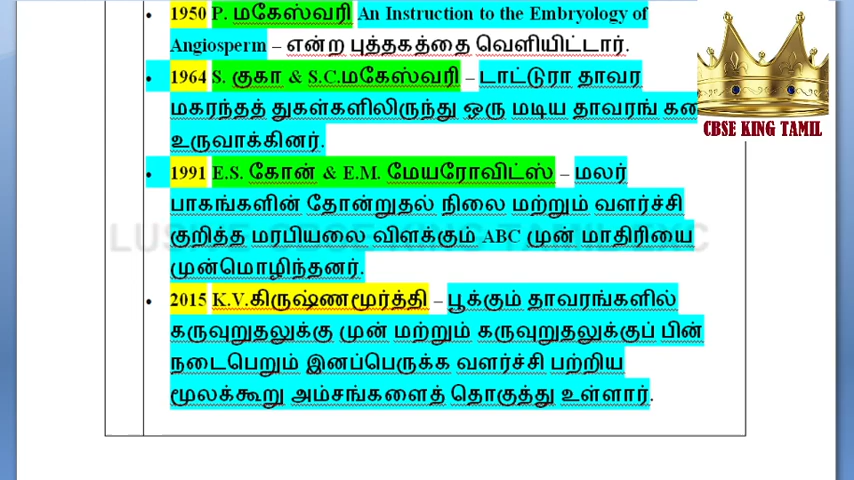 1950 P. மகேஸ்வரி An Instruction to the Embryology of
Angiosperm – என்ற புத்தகத்தை வெளியிட்டார்.
1964 S. குகா & S.C.மகேஸ்வரி – டாட்டுரா தாவர
மகரந்தத் துகள்களிலிருந்து ஒரு மடிய தாவரங்
உருவாக்கினர்.
1991 E.S. கோன் & E.M. மேயரோவிட்ஸ் – மலர்
பாகங்களின் தோன்றுதல் நிலை மற்றும் வளர்ச்சி
குறித்த மரபியலை விளக்கும் ABC முன் மாதிரியை
முன்மொழிந்தனர்.
2015 K.V.கிருஷ்ணமூர்த்தி – பூக்கும் தாவரங்களில்
கருவுறுதலுக்கு முன் மற்றும் கருவுறுதலுக்குப் பின்
நடைபெறும் இனப்பெருக்க வளர்ச்சி பற்றிய
மூலக்கூறு அம்சங்களைத் தொகுத்து உள்ளார்.
CBSE KING TAMIL